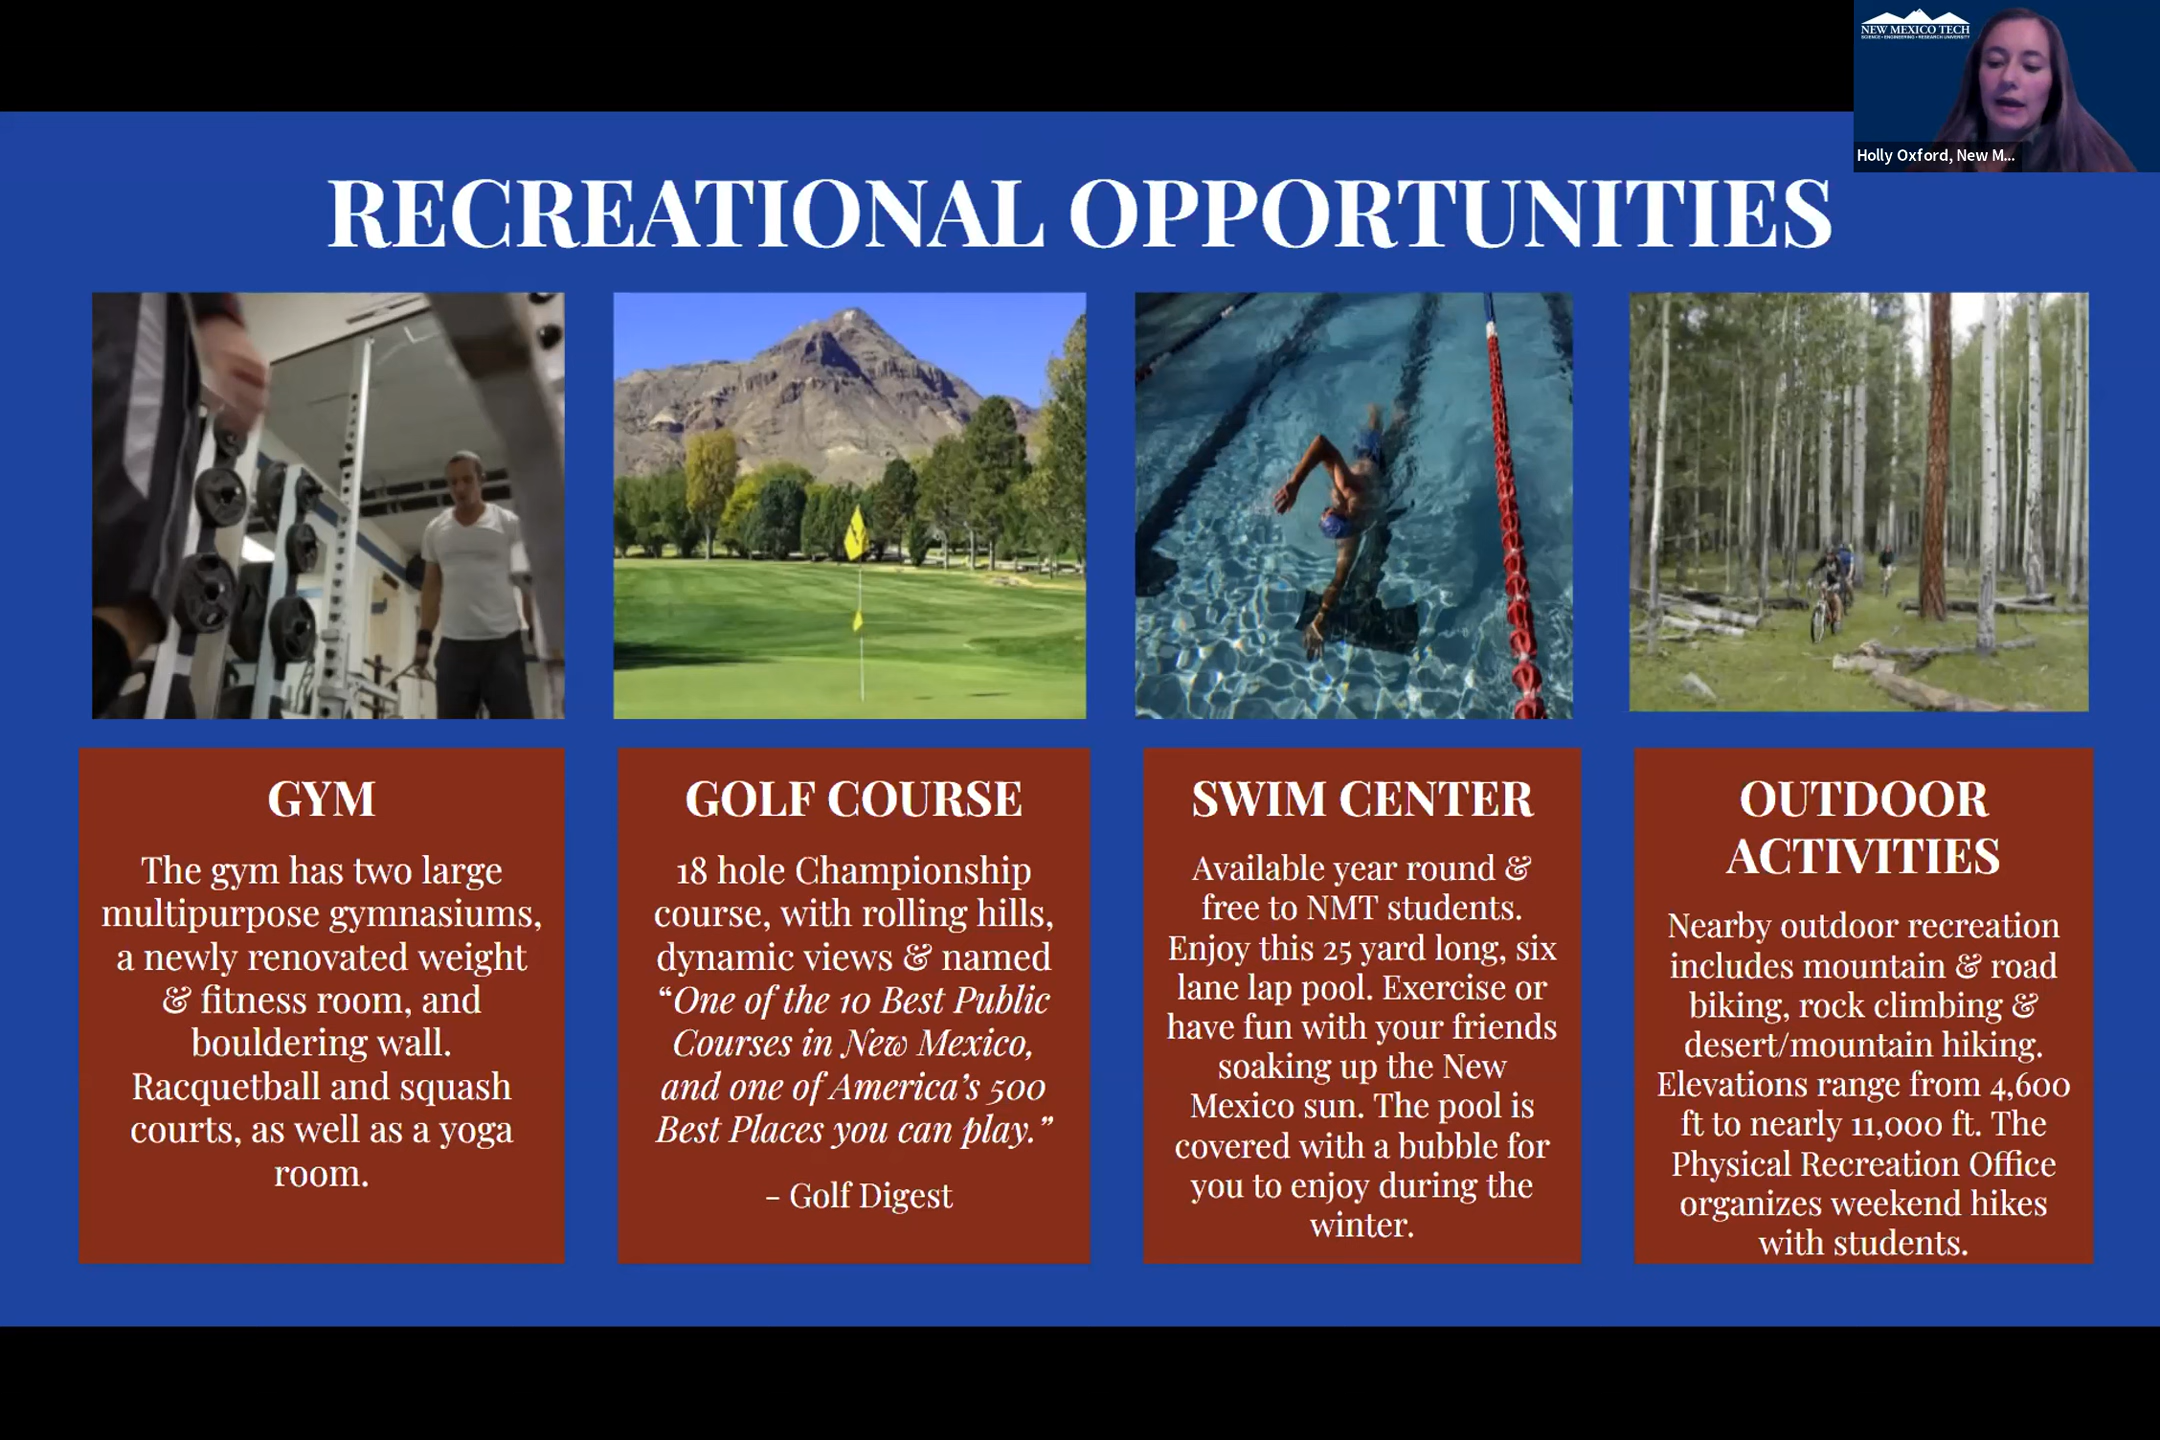 NEW MEXICO TECH
SCIENCE • ENGINEERING • RESEARCH UNIVERSITY
Holly Oxford, New M...
RECREATIONAL OPPORTUNITIES
GYM
The gym has two large
multipurpose gymnasiums,
a newly renovated weight
& fitness room, and
bouldering wall.
Racquetball and squash
courts, as well as a yoga
room.
GOLF COURSE
18 hole Championship
course, with rolling hills,
dynamic views & named
“One of the 10 Best Public
Courses in New Mexico,
and one of America’s 500
Best Places you can play.”
– Golf Digest
SWIM CENTER
Available year round &
free to NMT students.
Enjoy this 25 yard long, six
lane lap pool. Exercise or
have fun with your friends
soaking up the New
Mexico sun. The pool is
covered with a bubble for
you to enjoy during the
winter.
OUTDOOR
ACTIVITIES
Nearby outdoor recreation
includes mountain & road
biking, rock climbing &
desert/mountain hiking.
Elevations range from 4,600
ft to nearly 11,000 ft. The
Physical Recreation Office
organizes weekend hikes
with students.